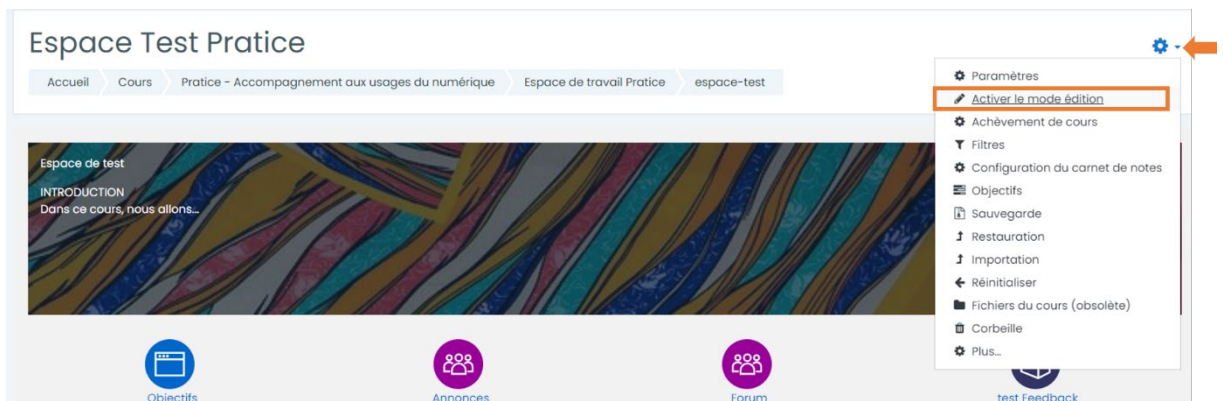 Espace Test Pratice
Accueil
Cours
Pratice - Accompagnement aux usages du numérique
Espace de travail Pratice
espace-test
Paramètres
Activer le mode édition
Achèvement de cours
Filtres
Configuration du carnet de notes
Objectifs
Sauvegarde
Restauration
Importation
Réinitialiser
Fichiers du cours (obsolète)
Corbeille
Plus...
Espace de test
INTRODUCTION
Dans ce cours, nous allons...
Objectifs
Annonces
Forum
test Feedback